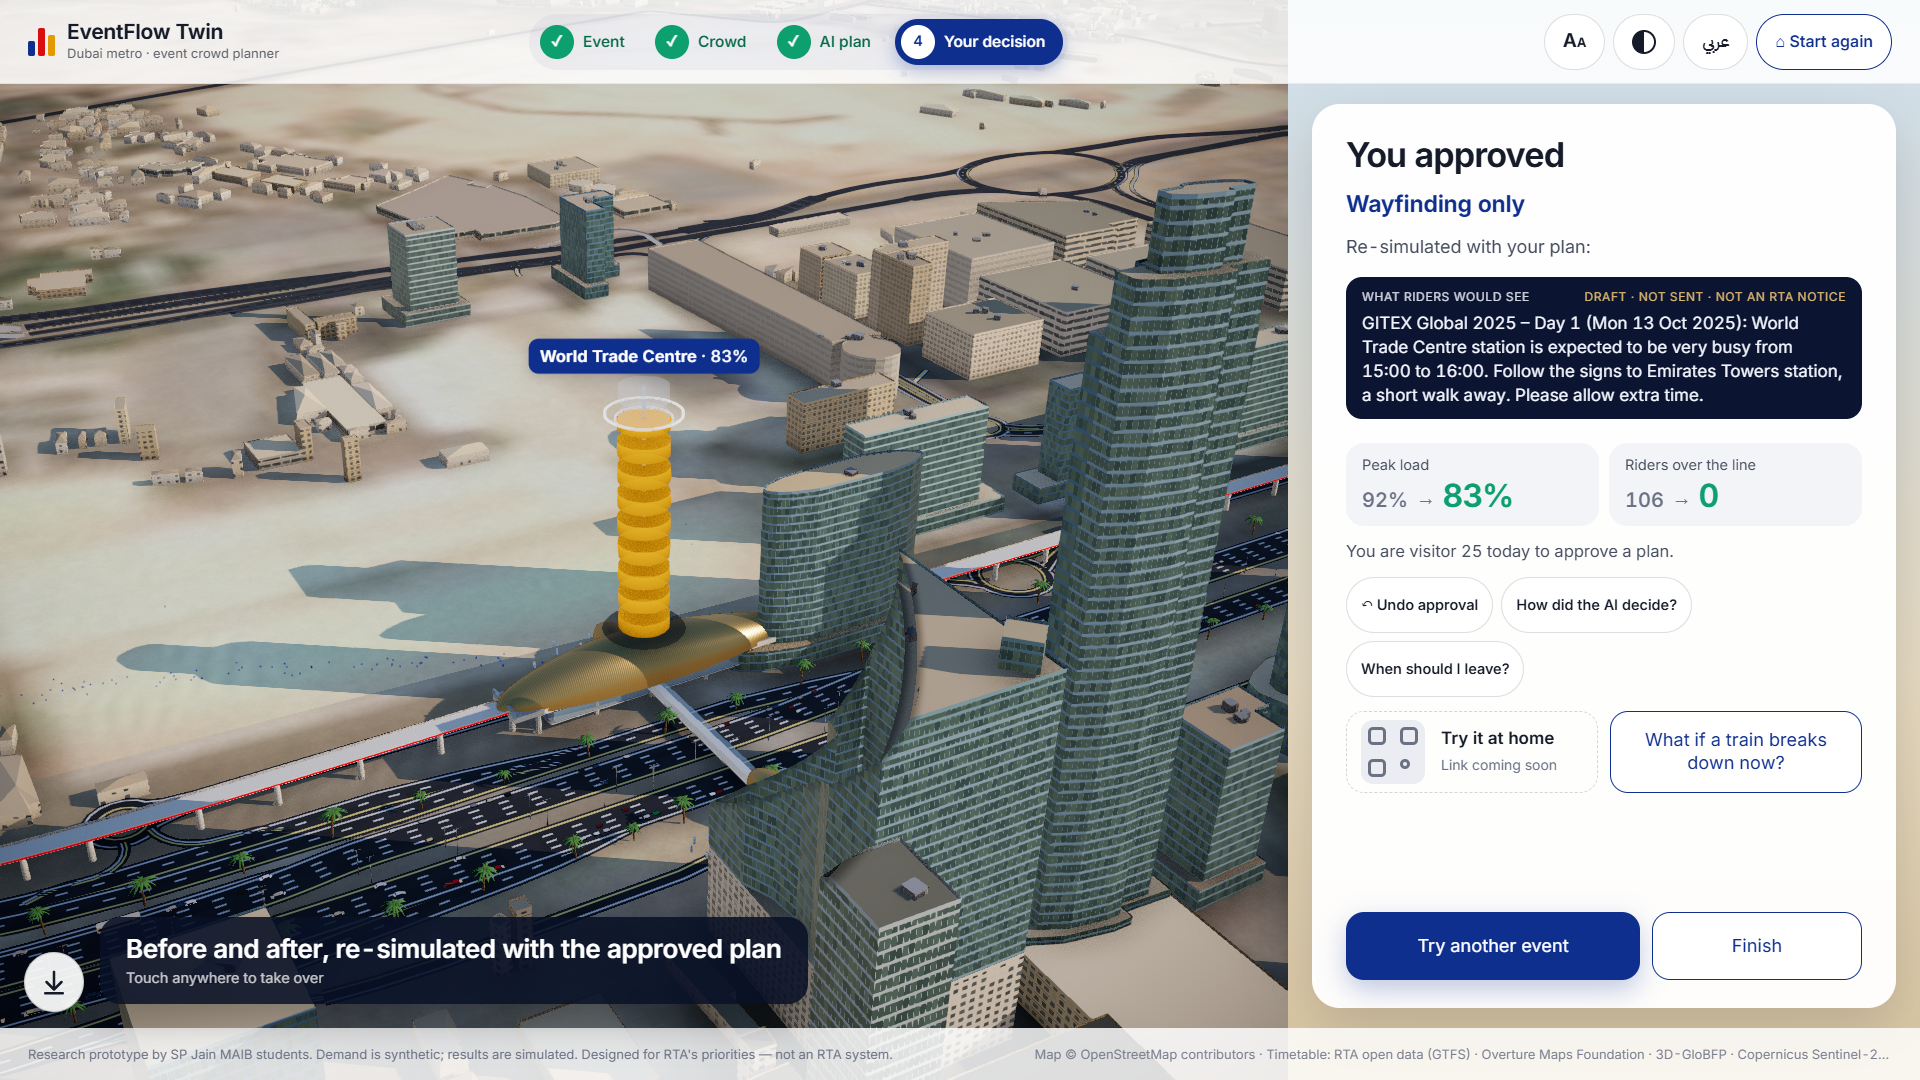 EventFlow Twin
Dubai metro · event crowd planner
Event
Crowd
AI plan
4 Your decision
AA
عربي
Start again
World Trade Centre · 83%
Before and after, re-simulated with the approved plan
Touch anywhere to take over
You approved
Wayfinding only
Re-simulated with your plan:
WHAT RIDERS WOULD SEE
DRAFT · NOT SENT · NOT AN RTA NOTICE
GITEX Global 2025 – Day 1 (Mon 13 Oct 2025): World
Trade Centre station is expected to be very busy from
15:00 to 16:00. Follow the signs to Emirates Towers station,
a short walk away. Please allow extra time.
Peak load
92% → 83%
Riders over the line
106 → 0
You are visitor 25 today to approve a plan.
Undo approval
How did the AI decide?
When should I leave?
Try it at home
Link coming soon
What if a train breaks
down now?
Try another event
Finish
Research prototype by SP Jain MAIB students. Demand is synthetic; results are simulated. Designed for RTA's priorities — not an RTA system.
Map © OpenStreetMap contributors · Timetable: RTA open data (GTFS) · Overture Maps Foundation · 3D-GloBFP · Copernicus Sentinel-2...